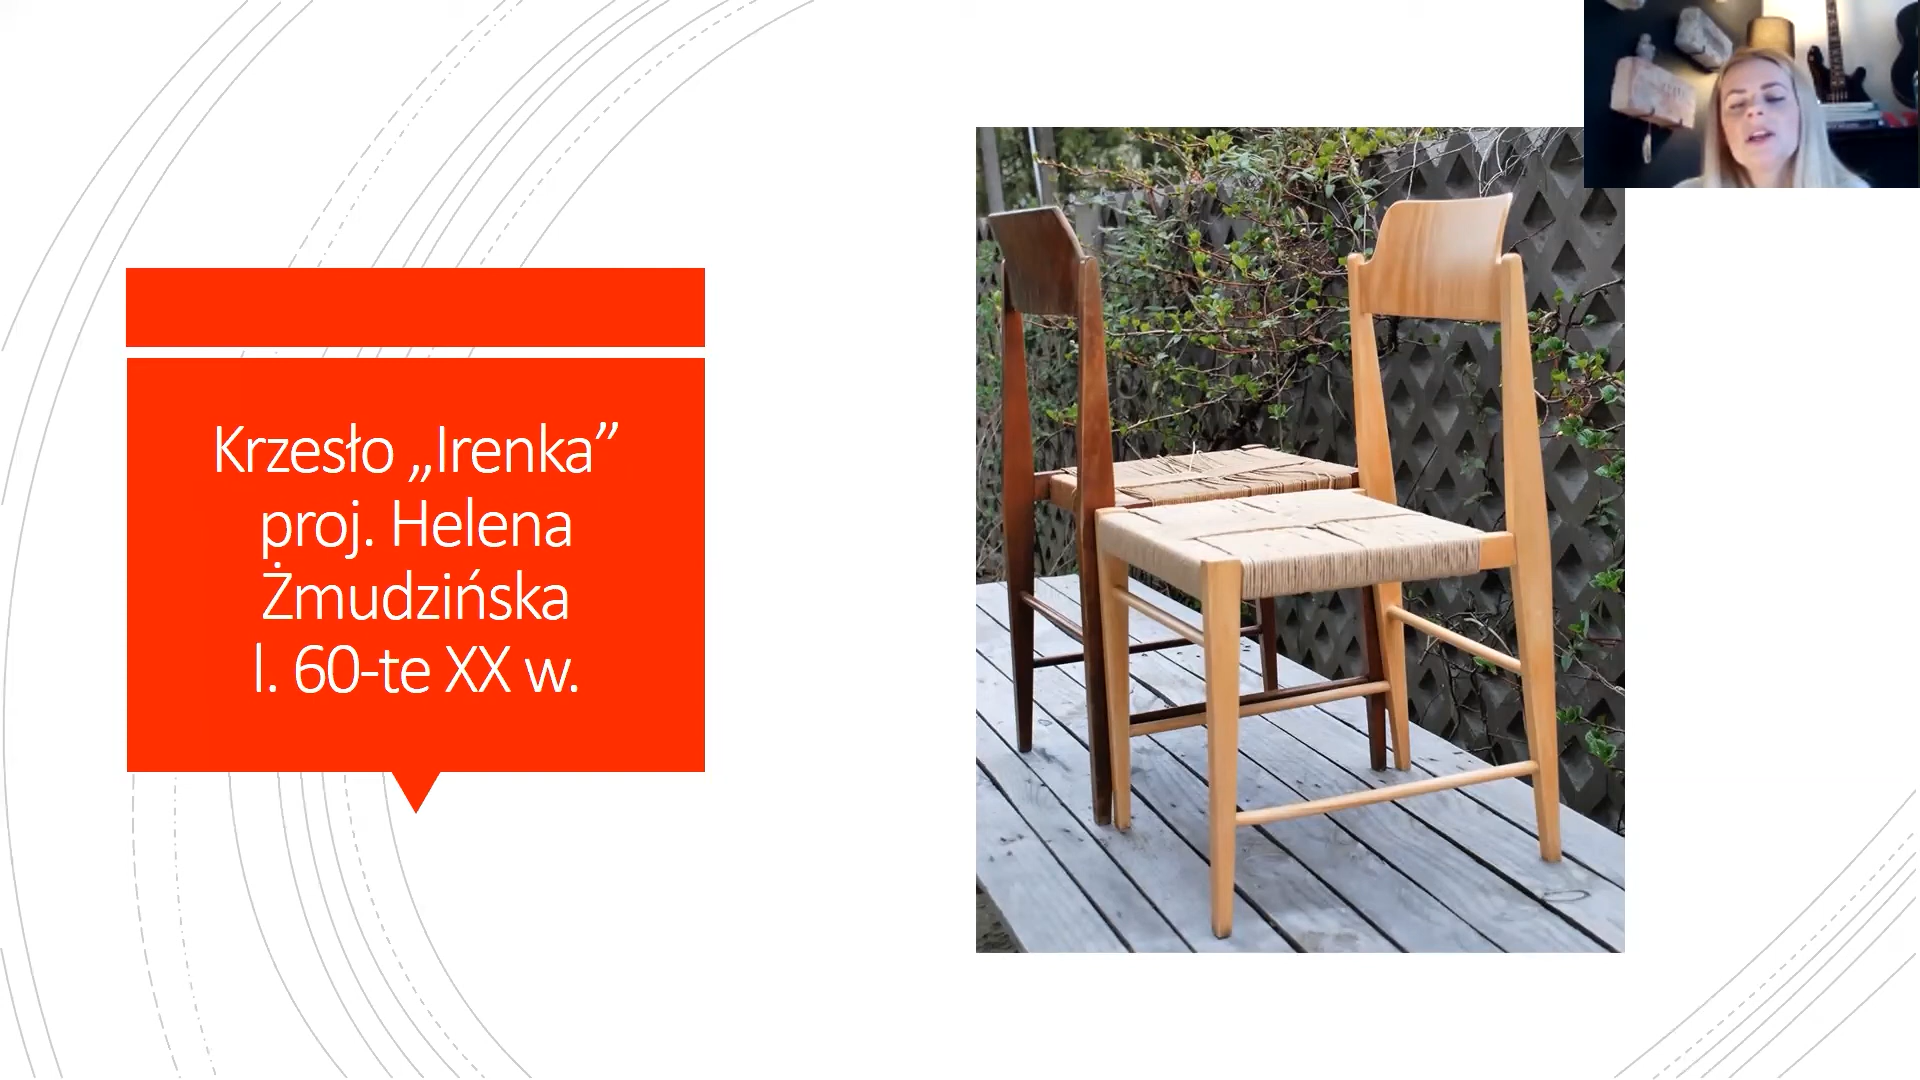 Krzesło „Irenka”
proj. Helena
Żmudzińska
l. 60-te XX w.